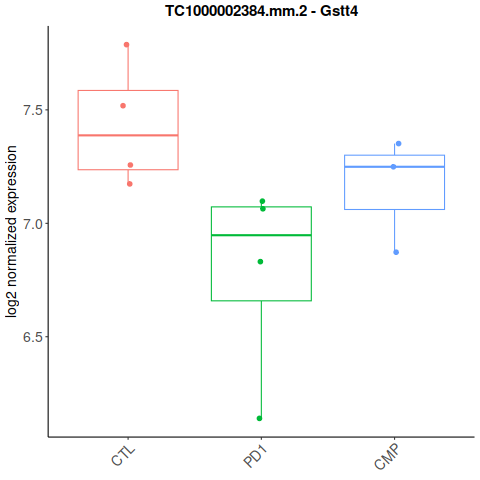 TC1000002384.mm.2 - Gstt4
log2 normalized expression
7.5
7.0
6.5
CTL
PD1
CMP